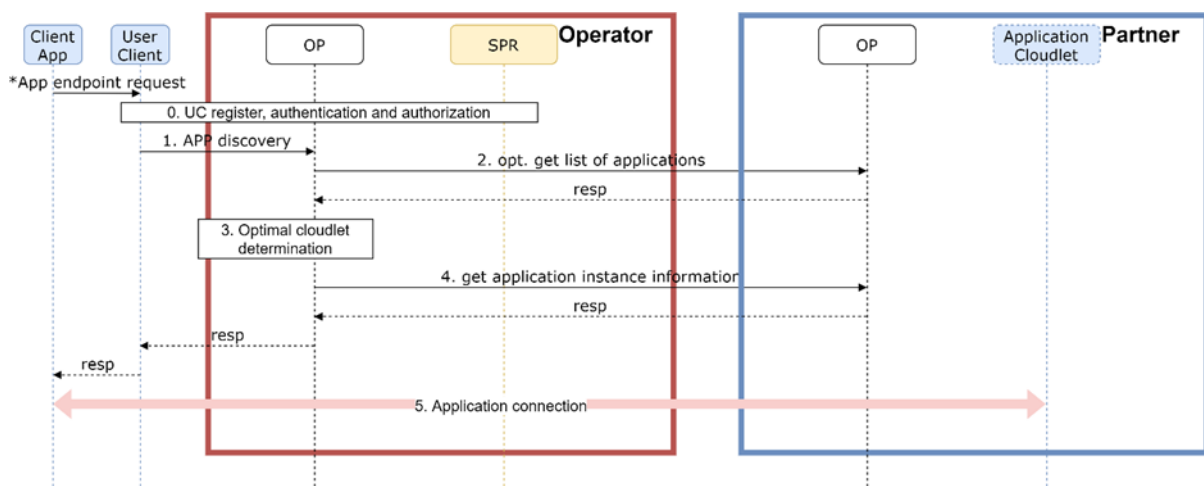 Client
App
User
Client
OP
SPR
Operator
OP
Application
Cloudlet
Partner
*App endpoint request
0. UC register, authentication and authorization
1. APP discovery
2. opt. get list of applications
resp
3. Optimal cloudlet
determination
4. get application instance information
resp
resp
resp
5. Application connection